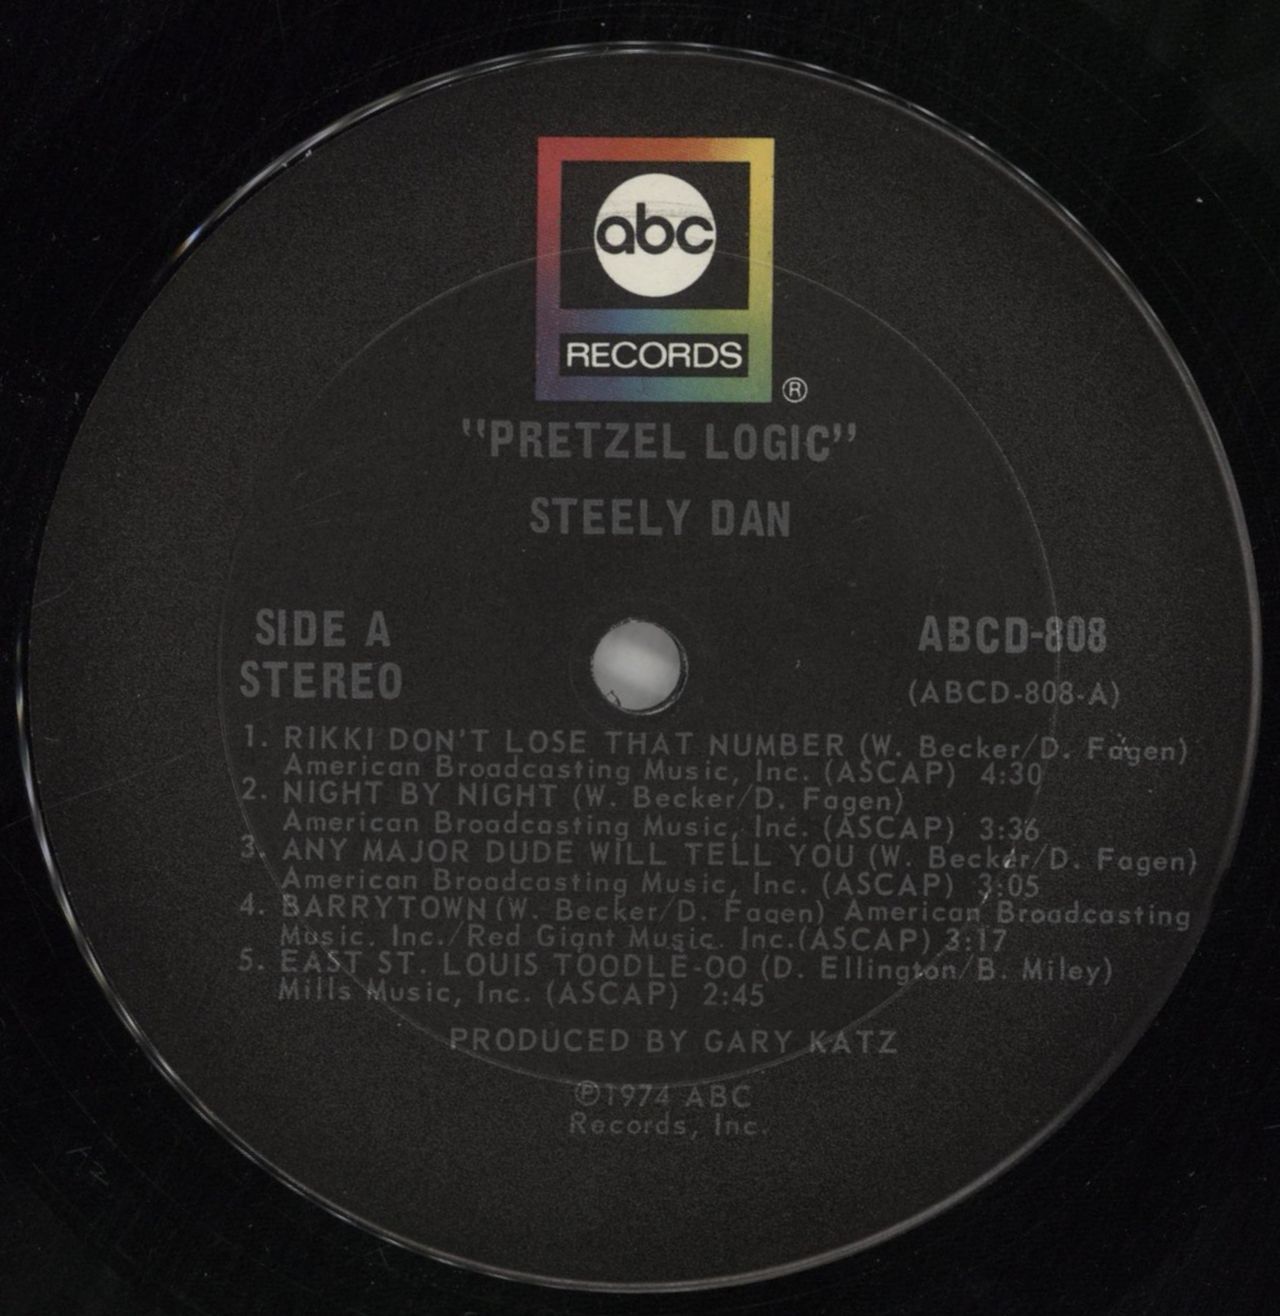 abc
RECORDS
®
"PRETZEL LOGIC"
STEELY DAN
SIDE A
STEREO
ABCD-808
(ABCD-808-A)
1. RIKKI DON'T LOSE THAT NUMBER (W. Becker/D. Fagen)
American Broadcasting Music, Inc. (ASCAP) 4:30
2. NIGHT BY NIGHT (W. Becker/D. Fagen)
American Broadcasting Music, Inc. (ASCAP) 3:36
3. ANY MAJOR DUDE WILL TELL YOU (W. Becker/D. Fagen)
American Broadcasting Music, Inc. (ASCAP) 3:05
4. BARRYTOWN (W. Becker/D. Fagen) American Broadcasting
Music, Inc./Red Giant Music, Inc.(ASCAP) 3:17
5. EAST ST. LOUIS TOODLE-OO (D. Ellington/B. Miley)
Mills Music, Inc. (ASCAP) 2:45
PRODUCED BY GARY KATZ
℗1974 ABC
Records, Inc.